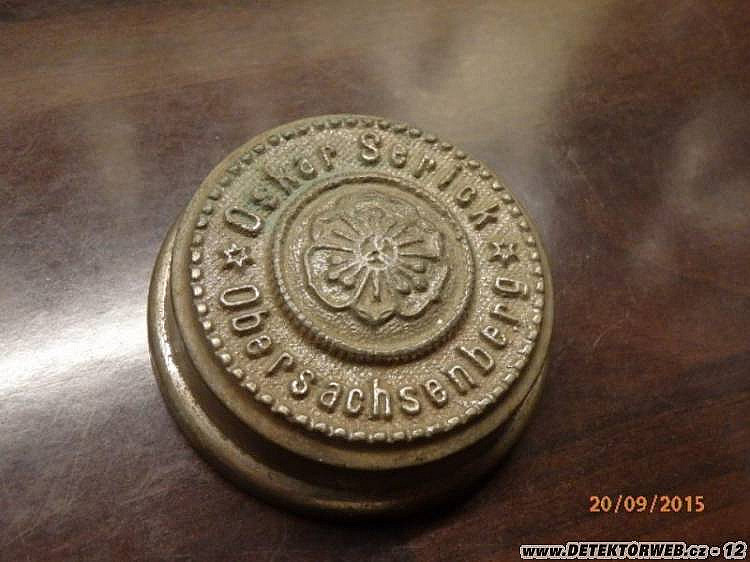 Oskar Serick
Obersachsenberg
20/09/2015
www.DETEKTORWEB.cz - 12